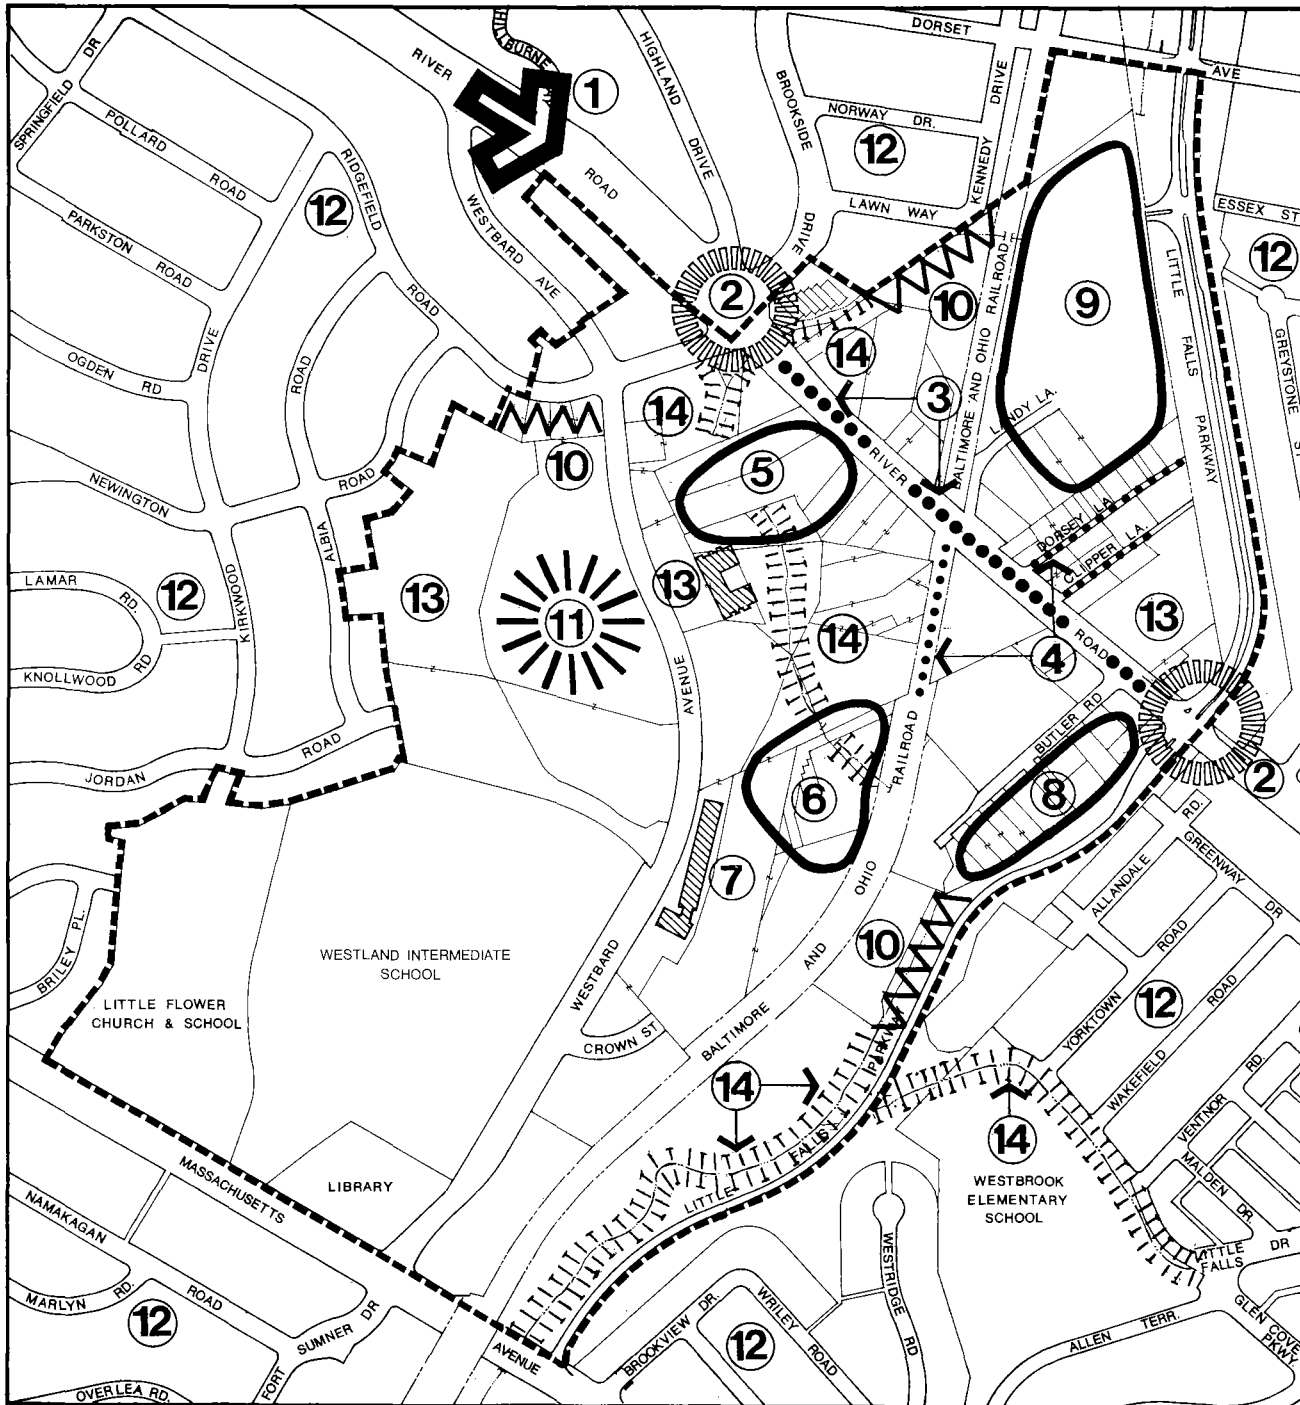 DORSET
AVE
SPRINGFIELD DR
RIVER
HIGHLAND
DRIVE
1
BROOKSIDE
DRIVE
NORWAY DR.
KENNEDY
DRIVE
12
POLLARD
ROAD
RIDGEFIELD
ROAD
12
ROAD
WESTBARD AVE
LAWN WAY
ESSEX ST
PARKSTON
ROAD
12
LITTLE
FALLS
PARKWAY
2
10
9
GREYSTONE
ST
OGDEN RD
DRIVE
ROAD
14
14
3
BALTIMORE AND OHIO RAILROAD
LANDY LA.
10
5
RIVER
NEWINGTON
ROAD
DORSEY LA.
CLIPPER LA.
LAMAR
RD.
12
KIRKWOOD
ALBIA
13
11
13
14
4
13
ROAD
KNOLLWOOD
RD
AVENUE
BUTLER RD
JORDAN
ROAD
RAILROAD
6
8
2
RD.
GREENWAY
DR
ALLANDALE
7
OHIO
10
ROAD
BRILEY PL.
WESTLAND INTERMEDIATE
SCHOOL
WESTBARD
AND
YORKTOWN
12
ROAD
LITTLE FLOWER
CHURCH & SCHOOL
CROWN ST
BALTIMORE
PARKWAY
WAKEFIELD
RD.
14
VENTNOR
14
MASSACHUSETTS
FALLS
MALDEN DR.
LIBRARY
LITTLE
WESTBROOK
ELEMENTARY
SCHOOL
NAMAKAGAN
ROAD
LITTLE
FALLS
DR
WESTRIDGE
RD
MARLYN RD.
12
SUMNER DR
BROOKVIEW DR.
WRILEY
ROAD
12
GLEN COVE
PKWY.
ALLEN TERR.
AVENUE
FORT
OVERLEA RD.